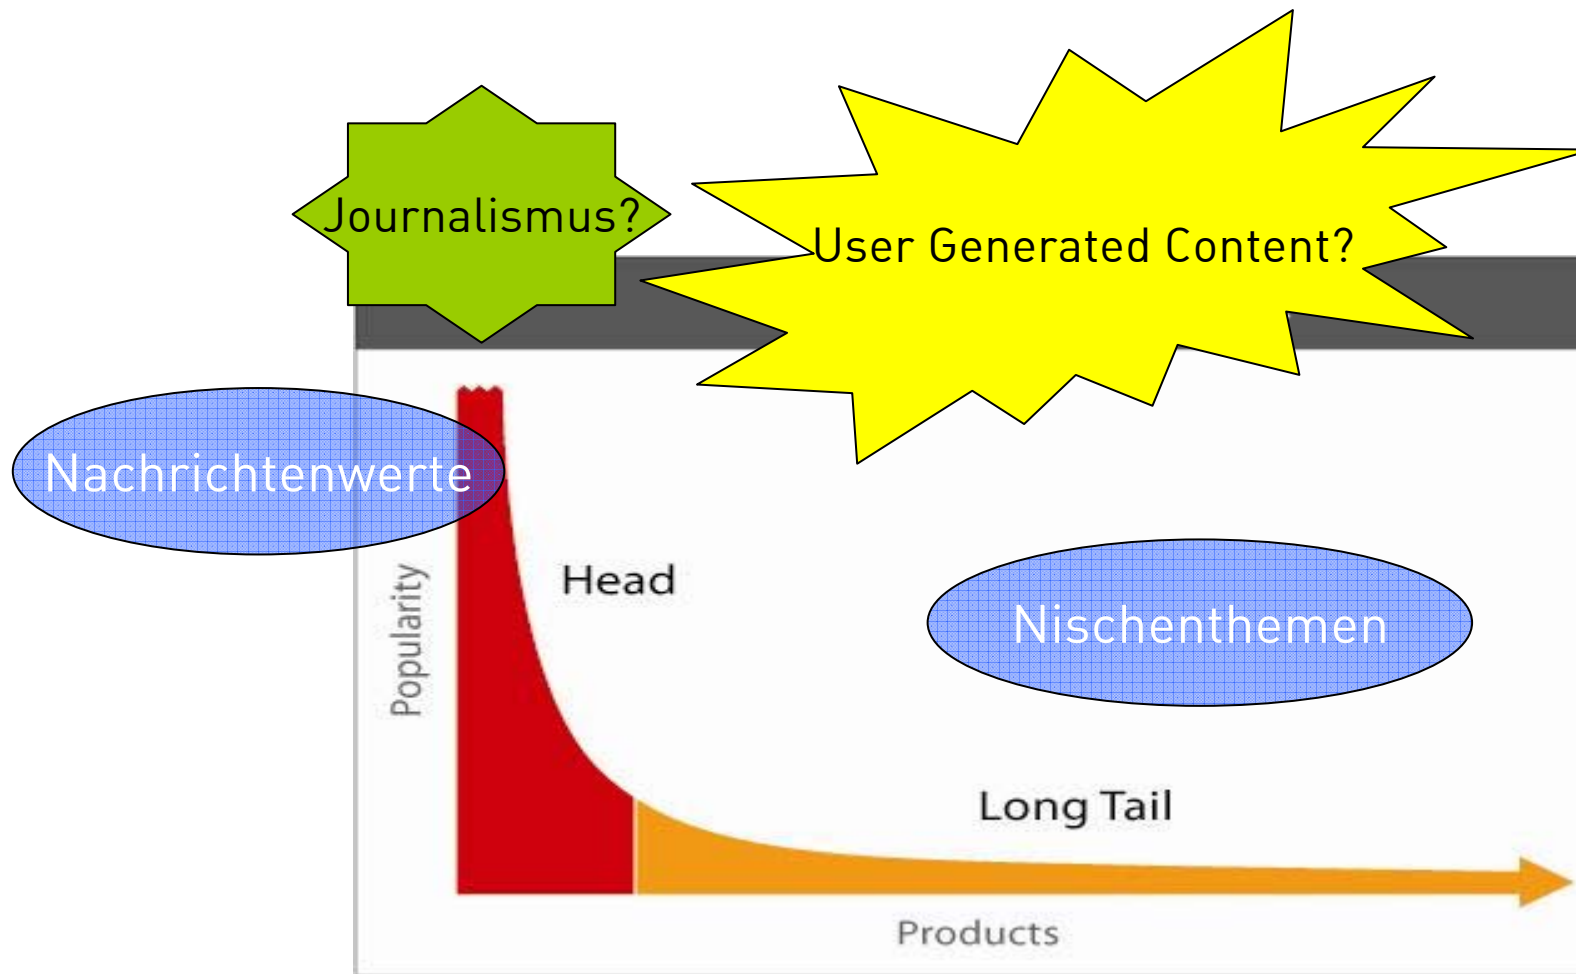 Journalismus?
User Generated Content?
Nachrichtenwerte
Head
Popularity
Nischenthemen
Long Tail
Products